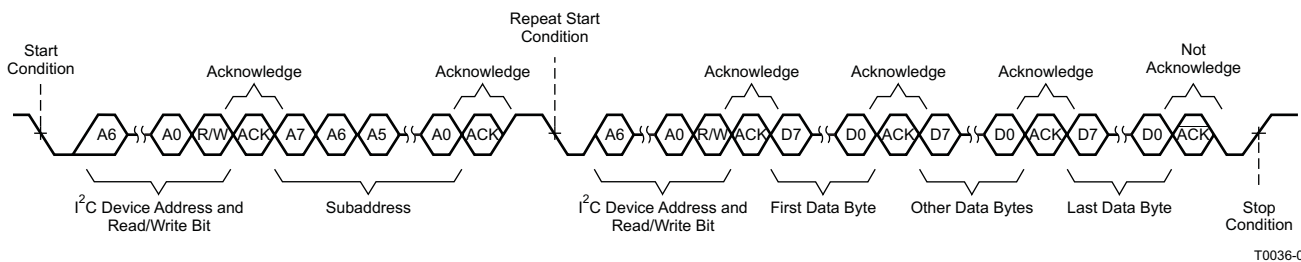 Repeat Start
Condition
Start
Condition
Not
Acknowledge
Acknowledge
Acknowledge
Acknowledge
Acknowledge
Acknowledge
A6 A0 R/W ACK A7 A6 A5 A0 ACK A6 A0 R/W ACK D7 D0 ACK D7 D0 ACK D7 D0 ACK
I²C Device Address and
Read/Write Bit
Subaddress
I²C Device Address and
Read/Write Bit
First Data Byte
Other Data Bytes
Last Data Byte
Stop
Condition